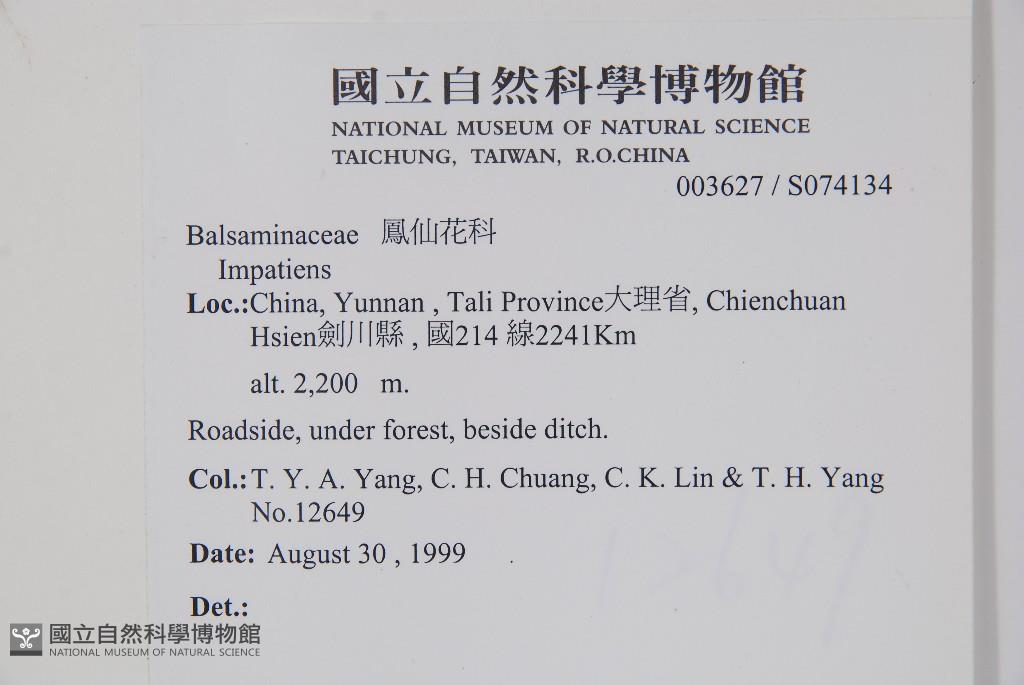 國立自然科學博物館
NATIONAL MUSEUM OF NATURAL SCIENCE
TAICHUNG, TAIWAN, R.O.CHINA
003627 / S074134
Balsaminaceae 鳳仙花科
Impatiens
Loc.:China, Yunnan , Tali Province大理省, Chienchuan
Hsien劍川縣 , 國214 線2241Km
alt. 2,200 m.
Roadside, under forest, beside ditch.
Col.:T. Y. A. Yang, C. H. Chuang, C. K. Lin & T. H. Yang
No.12649
12649
Date: August 30 , 1999
Det.:
國立自然科學博物館
NATIONAL MUSEUM OF NATURAL SCIENCE